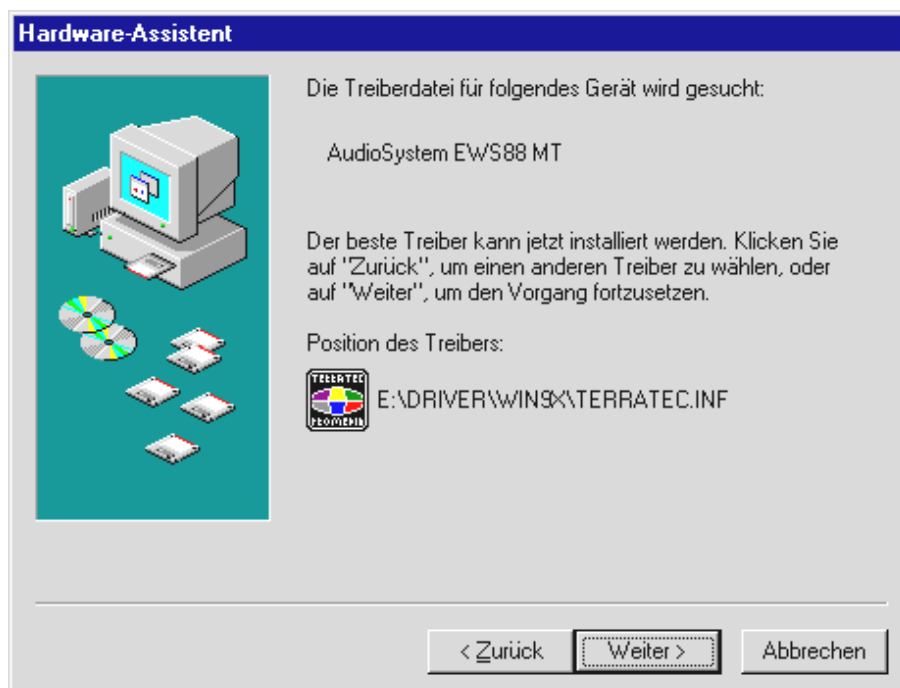 Hardware-Assistent
Die Treiberdatei für folgendes Gerät wird gesucht:
AudioSystem EWS88 MT
Der beste Treiber kann jetzt installiert werden. Klicken Sie
auf "Zurück", um einen anderen Treiber zu wählen, oder
auf "Weiter", um den Vorgang fortzusetzen.
Position des Treibers:
TERRATEC
PROMEDIA
E:\DRIVER\WIN9X\TERRATEC.INF
< Zurück
Weiter >
Abbrechen